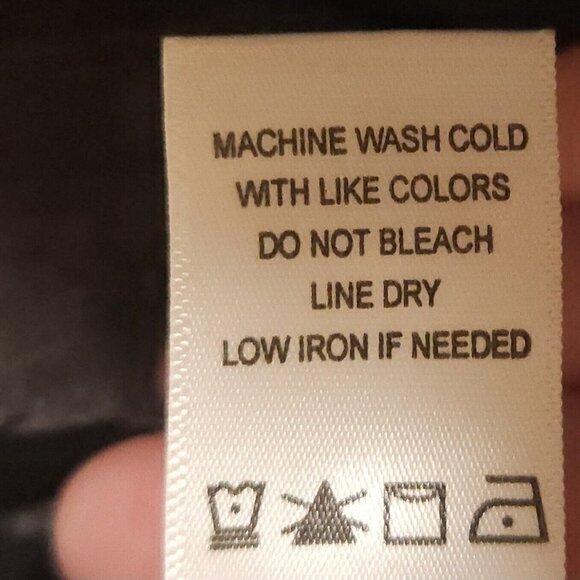 MACHINE WASH COLD
WITH LIKE COLORS
DO NOT BLEACH
LINE DRY
LOW IRON IF NEEDED